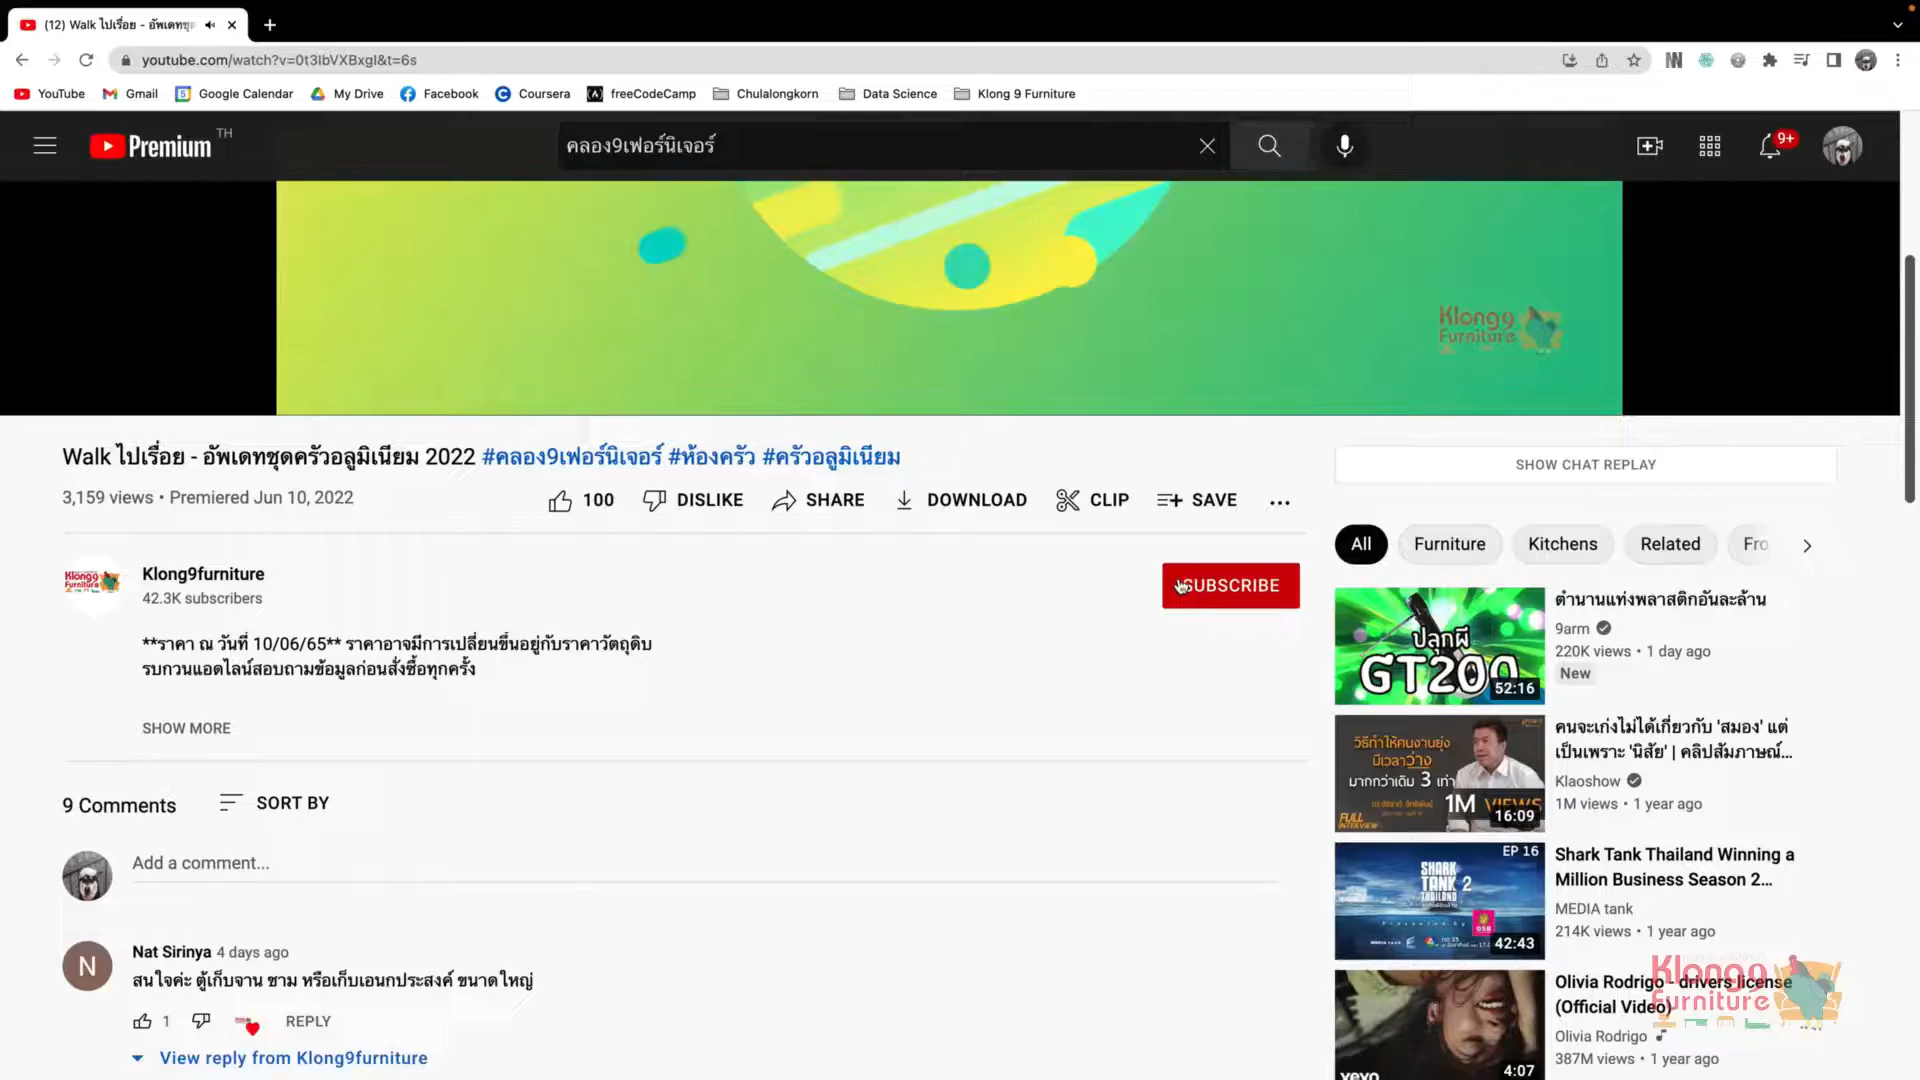 (12) Walk ไปเรื่อย - อัพเดทชุด
youtube.com/watch?v=0t3IbVXBxgI&t=6s
YouTube Gmail Google Calendar My Drive Facebook Coursera freeCodeCamp Chulalongkorn Data Science Klong 9 Furniture
Premium TH
คลอง9เฟอร์นิเจอร์
9+
Klong9
Furniture
Walk ไปเรื่อย - อัพเดทชุดครัวอลูมิเนียม 2022 #คลอง9เฟอร์นิเจอร์ #ห้องครัว #ครัวอลูมิเนียม
3,159 views • Premiered Jun 10, 2022
100 DISLIKE SHARE DOWNLOAD CLIP SAVE ...
Klong9furniture
42.3K subscribers
SUBSCRIBE
**ราคา ณ วันที่ 10/06/65** ราคาอาจมีการเปลี่ยนขึ้นอยู่กับราคาวัตถุดิบ
รบกวนแอดไลน์สอบถามข้อมูลก่อนสั่งซื้อทุกครั้ง
SHOW MORE
9 Comments SORT BY
Add a comment...
N
Nat Sirinya 4 days ago
สนใจค่ะ ตู้เก็บจาน ชาม หรือเก็บเอนกประสงค์ ขนาดใหญ่
1 REPLY
View reply from Klong9furniture
SHOW CHAT REPLAY
All Furniture Kitchens Related Fro
ปลุกผี
GT200
52:16
ตำนานแท่งพลาสติกอันละล้าน
9arm
220K views • 1 day ago
New
วิธีทำให้คนงานยุ่ง
มีเวลาว่าง
มากกว่าเดิม 3 เท่า
1M VIEWS
FULL
INTERVIEW
16:09
คนจะเก่งไม่ได้เกี่ยวกับ 'สมอง' แต่
เป็นเพราะ 'นิสัย' | คลิปสัมภาษณ์...
Klaoshow
1M views • 1 year ago
EP 16
SHARK
TANK 2
THAILAND
Presented by
42:43
Shark Tank Thailand Winning a
Million Business Season 2...
MEDIA tank
214K views • 1 year ago
vevo
4:07
Olivia Rodrigo - drivers license
(Official Video)
Olivia Rodrigo
387M views • 1 year ago
Klong9
Furniture